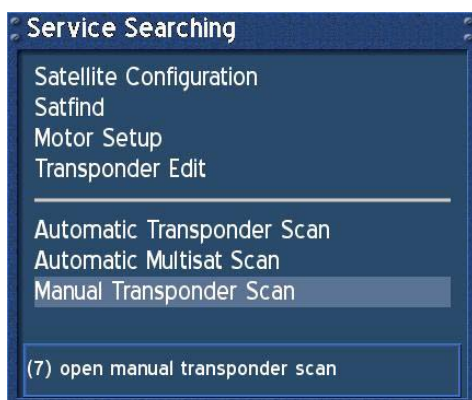 Service Searching
Satellite Configuration
Satfind
Motor Setup
Transponder Edit
Automatic Transponder Scan
Automatic Multisat Scan
Manual Transponder Scan
(7) open manual transponder scan